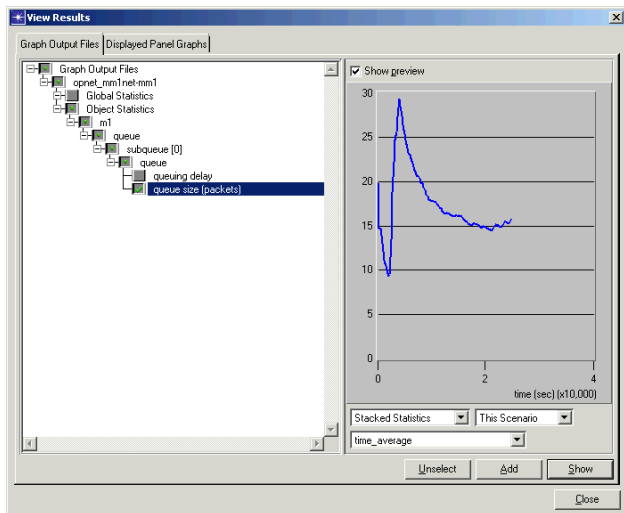 View Results
Graph Output Files
Displayed Panel Graphs
Graph Output Files
opnet_mm1net-mm1
Global Statistics
Object Statistics
m1
queue
subqueue [0]
queue
queuing delay
queue size (packets)
Show preview
30
25
20
15
10
5
0
0 2 4
time (sec) (x10,000)
Stacked Statistics
This Scenario
time_average
Unselect
Add
Show
Close